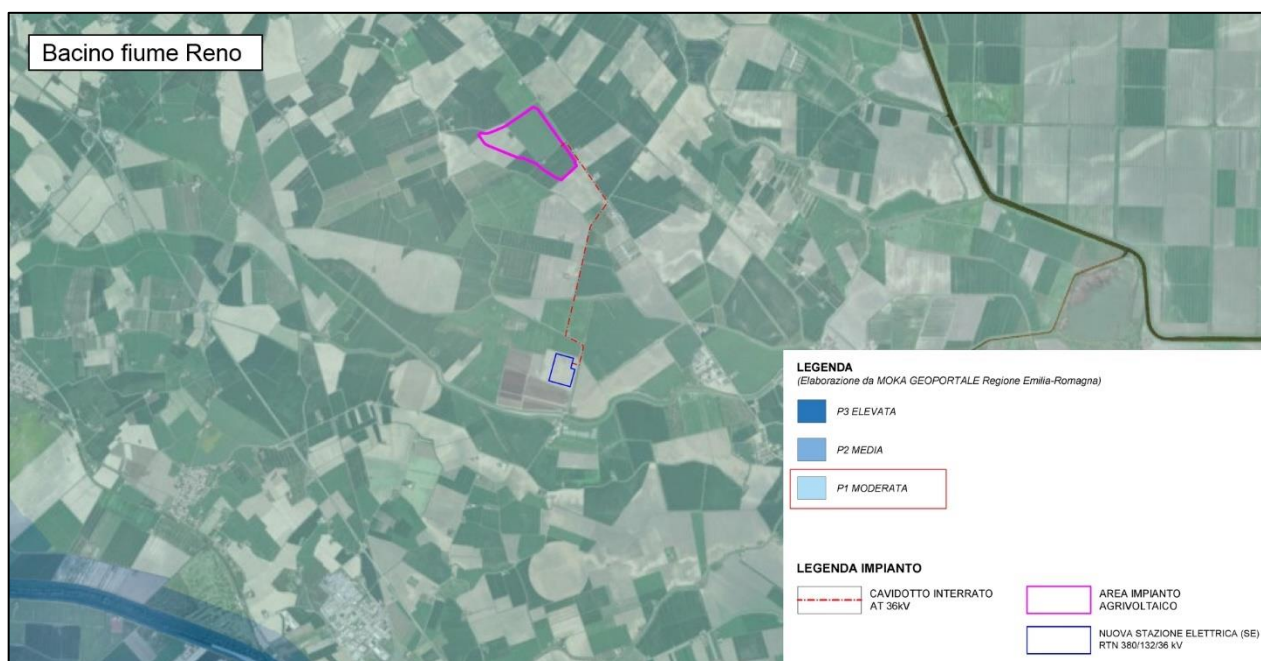 Bacino fiume Reno
LEGENDA
(Elaborazione da MOKA GEOPORTALE Regione Emilia-Romagna)
P3 ELEVATA
P2 MEDIA
P1 MODERATA
LEGENDA IMPIANTO
CAVIDOTTO INTERRATO
AT 36kV
AREA IMPIANTO
AGRIVOLTAICO
NUOVA STAZIONE ELETTRICA (SE)
RTN 380/132/36 kV